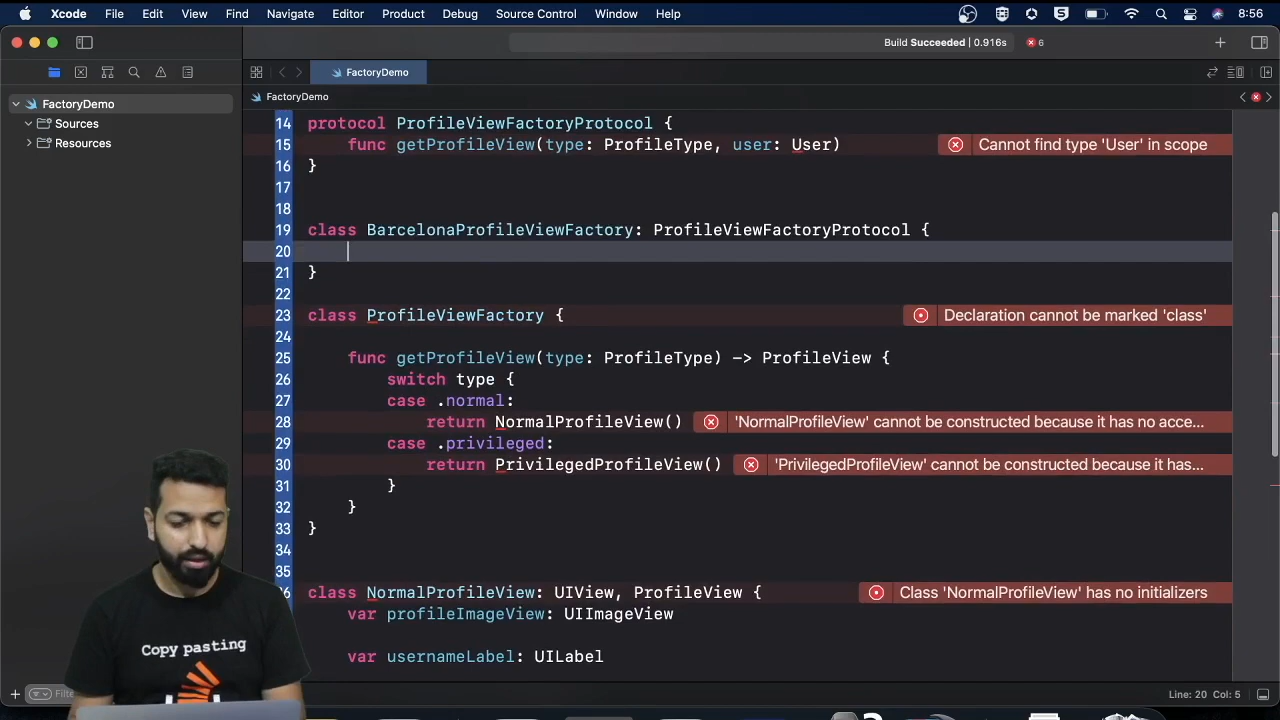 Xcode File Edit View Find Navigate Editor Product Debug Source Control Window Help 8:56
Build Succeeded | 0.916s 6
FactoryDemo
FactoryDemo
FactoryDemo
Sources
Resources
14 protocol ProfileViewFactoryProtocol {
15 func getProfileView(type: ProfileType, user: User) Cannot find type 'User' in scope
16 }
17
18
19 class BarcelonaProfileViewFactory: ProfileViewFactoryProtocol {
20
21 }
22
23 class ProfileViewFactory { Declaration cannot be marked 'class'
24
25 func getProfileView(type: ProfileType) -> ProfileView {
26 switch type {
27 case .normal:
28 return NormalProfileView() 'NormalProfileView' cannot be constructed because it has no acce...
29 case .privileged:
30 return PrivilegedProfileView() 'PrivilegedProfileView' cannot be constructed because it has...
31 }
32 }
33 }
34
35
class NormalProfileView: UIView, ProfileView { Class 'NormalProfileView' has no initializers
var profileImageView: UIImageView
var usernameLabel: UILabel
Copy pasting
Line: 20 Col: 5